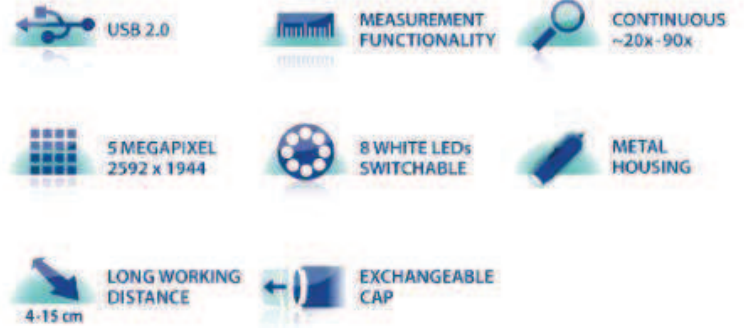 USB 2.0
MEASUREMENT
FUNCTIONALITY
CONTINUOUS
~20x-90x
5 MEGAPIXEL
2592 x 1944
8 WHITE LEDs
SWITCHABLE
METAL
HOUSING
LONG WORKING
DISTANCE
4-15 cm
EXCHANGEABLE
CAP